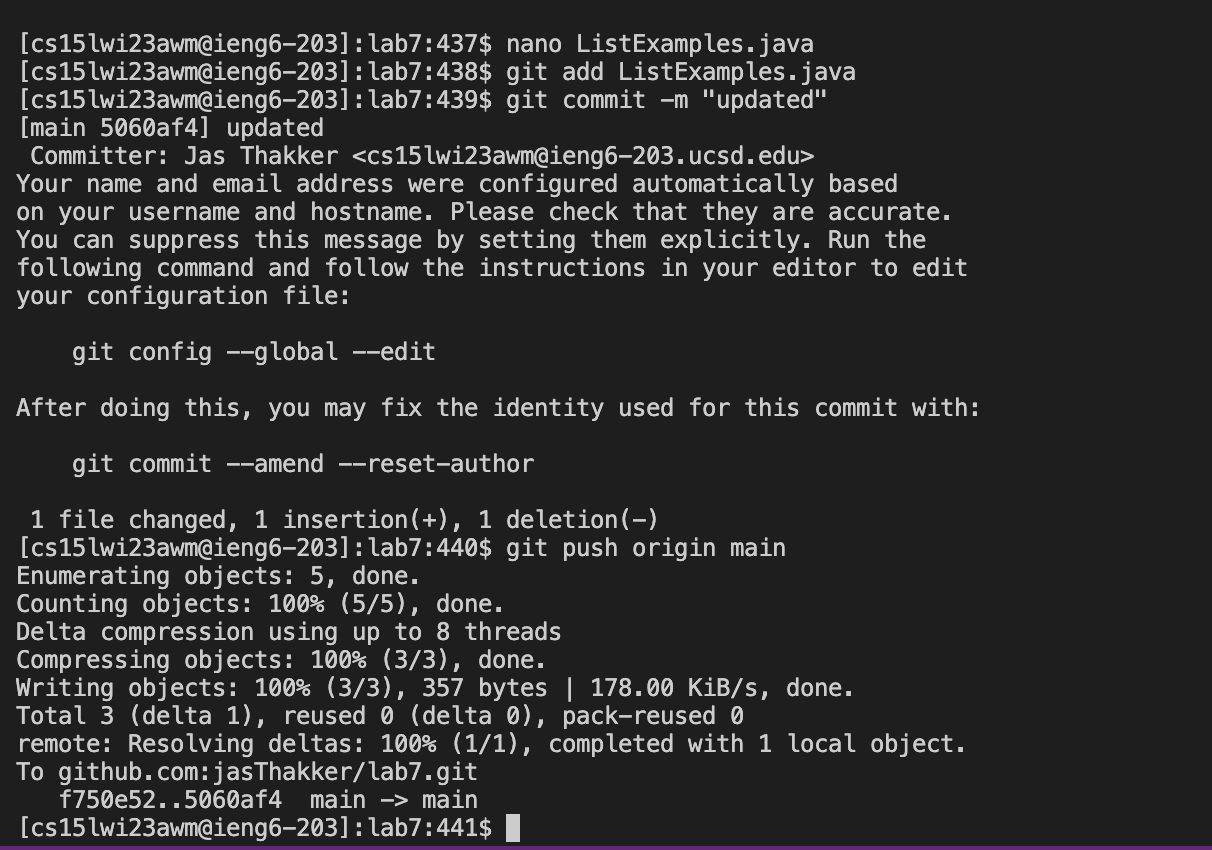 [cs15lwi23awm@ieng6-203]:lab7:437$ nano ListExamples.java
[cs15lwi23awm@ieng6-203]:lab7:438$ git add ListExamples.java
[cs15lwi23awm@ieng6-203]:lab7:439$ git commit -m "updated"
[main 5060af4] updated
 Committer: Jas Thakker <cs15lwi23awm@ieng6-203.ucsd.edu>
Your name and email address were configured automatically based
on your username and hostname. Please check that they are accurate.
You can suppress this message by setting them explicitly. Run the
following command and follow the instructions in your editor to edit
your configuration file:

    git config --global --edit

After doing this, you may fix the identity used for this commit with:

    git commit --amend --reset-author

 1 file changed, 1 insertion(+), 1 deletion(-)
[cs15lwi23awm@ieng6-203]:lab7:440$ git push origin main
Enumerating objects: 5, done.
Counting objects: 100% (5/5), done.
Delta compression using up to 8 threads
Compressing objects: 100% (3/3), done.
Writing objects: 100% (3/3), 357 bytes | 178.00 KiB/s, done.
Total 3 (delta 1), reused 0 (delta 0), pack-reused 0
remote: Resolving deltas: 100% (1/1), completed with 1 local object.
To github.com:jasThakker/lab7.git
   f750e52..5060af4  main -> main
[cs15lwi23awm@ieng6-203]:lab7:441$